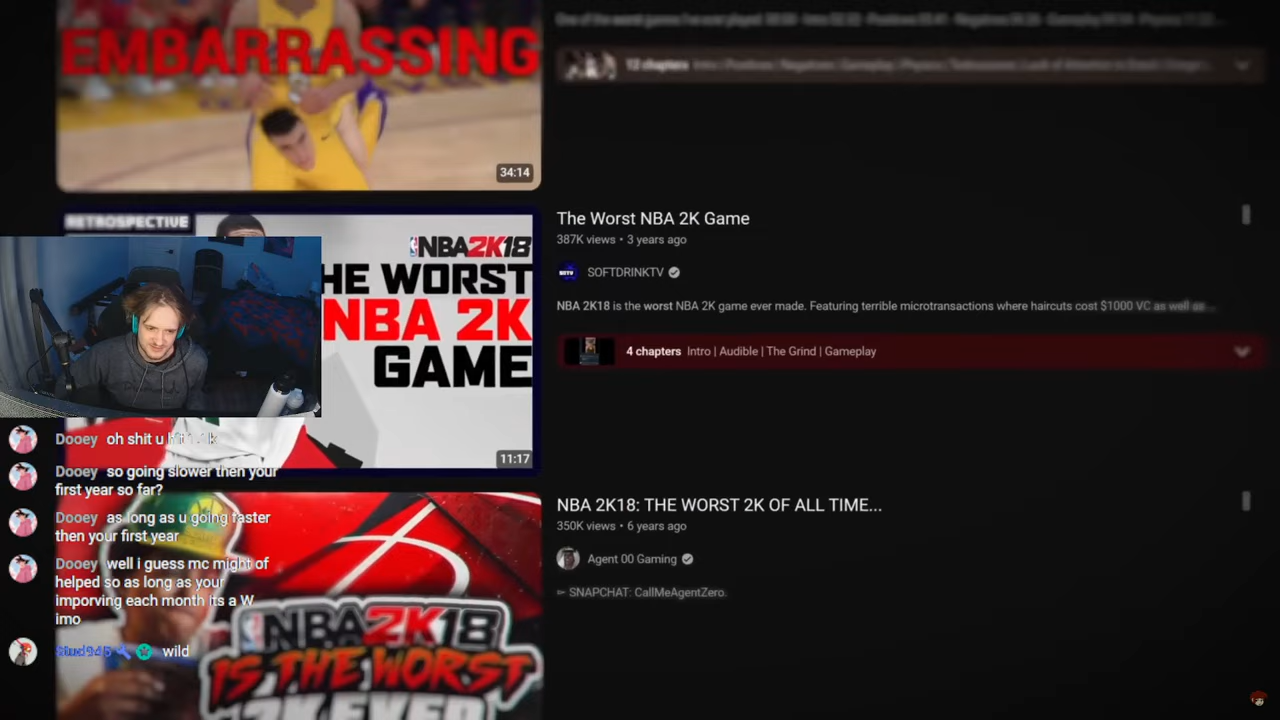 EMBARRASSING
34:14
12 chapters
RETROSPECTIVE
NBA2K18
THE WORST
NBA 2K
GAME
11:17
The Worst NBA 2K Game
387K views • 3 years ago
SOFTDRINKTV
NBA 2K18 is the worst NBA 2K game ever made. Featuring terrible microtransactions where haircuts cost $1000 VC as well as ...
4 chapters Intro | Audible | The Grind | Gameplay
Dooey oh shit u
Dooey so going slower then your
first year so far?
Dooey as long as u going faster
then your first year
Dooey well i guess mc might of
helped so as long as your
imporving each month its a W
imo
wild
NBA2K18
IS THE WORST
2K EVER
NBA 2K18: THE WORST 2K OF ALL TIME...
350K views • 6 years ago
Agent 00 Gaming
SNAPCHAT: CallMeAgentZero.